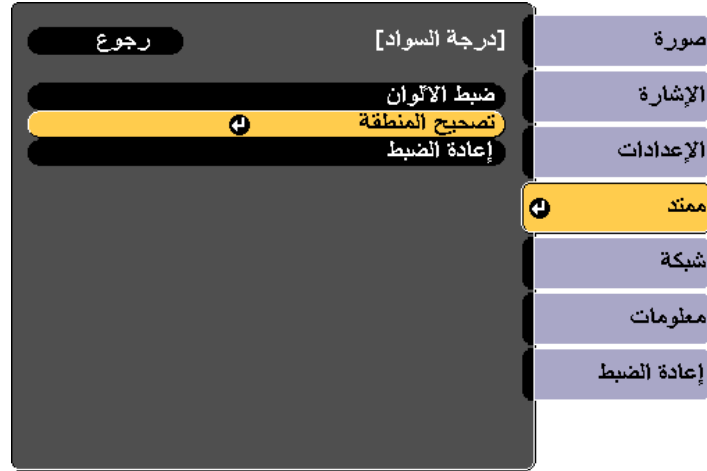 صورة
الإشارة
الإعدادات
ممتد
شبكة
معلومات
إعادة الضبط
[درجة السواد]
رجوع
ضبط الألوان
تصحيح المنطقة
إعادة الضبط